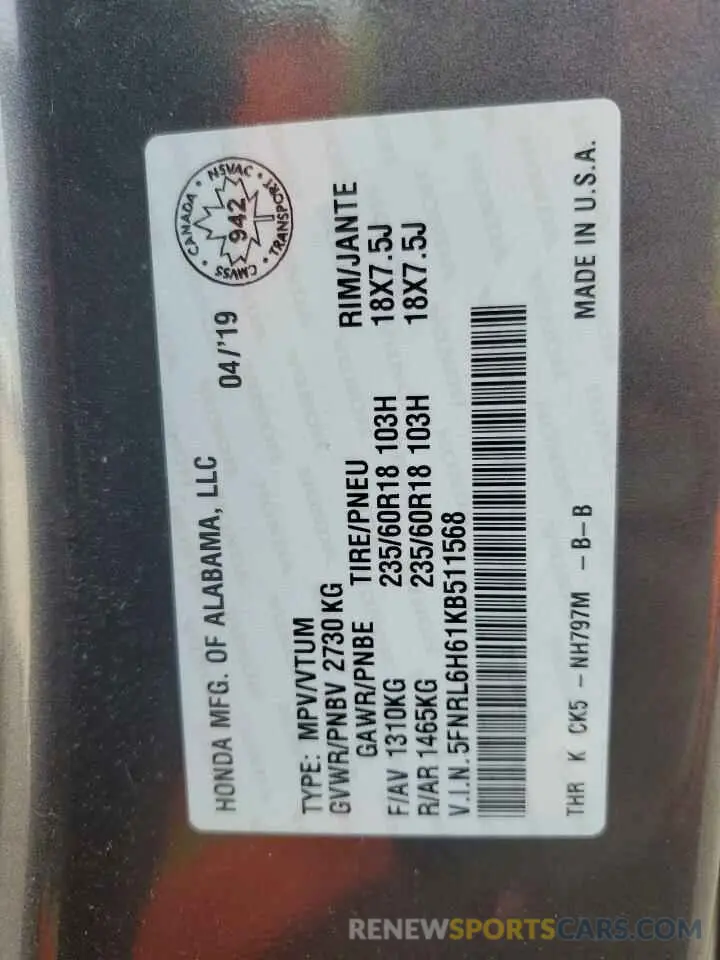 HONDA MFG. OF ALABAMA, LLC 04/'19
CANADA • NSVAC • TRANSPORT • CMVSS •
942
TYPE: MPV/VTUM
GVWR/PNBV 2730 KG
GAWR/PNBE TIRE/PNEU RIM/JANTE
F/AV 1310KG 235/60R18 103H 18X7.5J
R/AR 1465KG 235/60R18 103H 18X7.5J
V.I.N. 5FNRL6H61KB511568
THR K CK5 -NH797M -B-B MADE IN U.S.A.
RENEWSPORTSCARS.COM